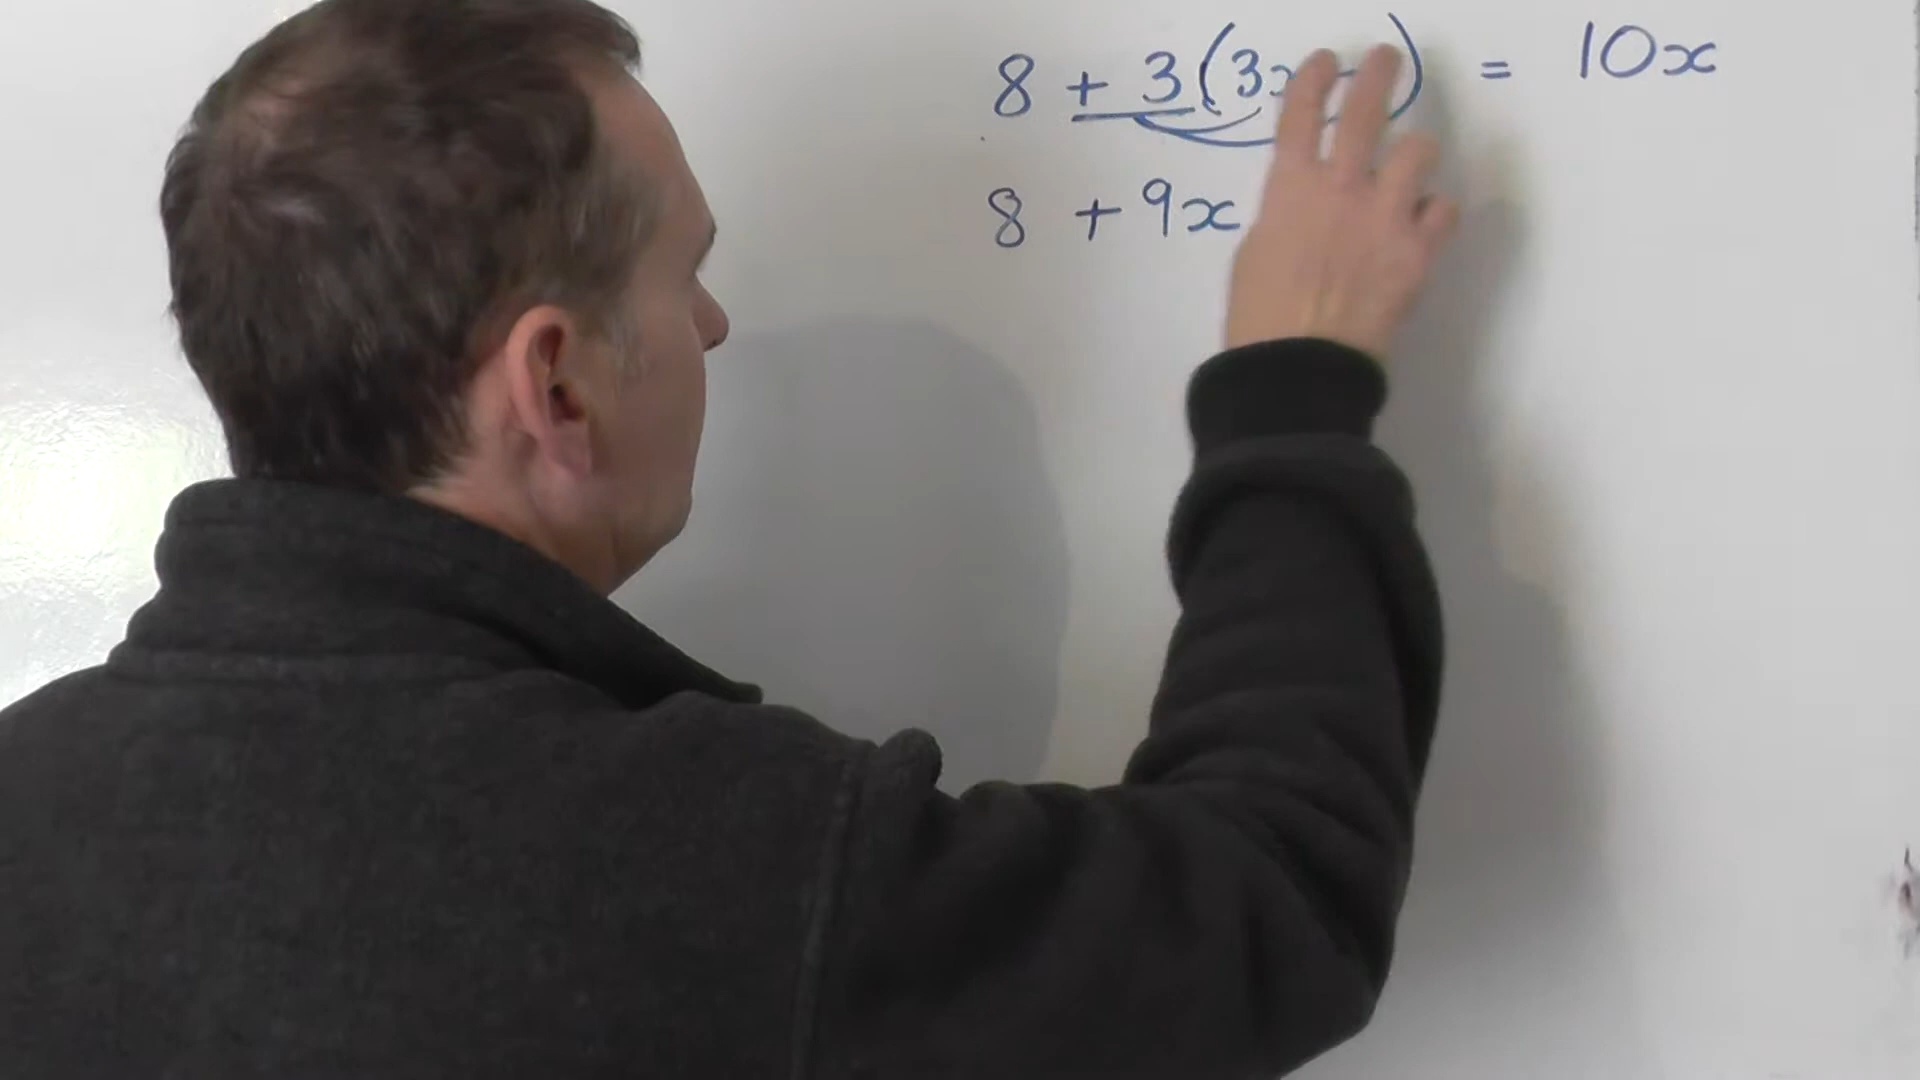 8 + 3(3x ) = 10x
8 + 9x